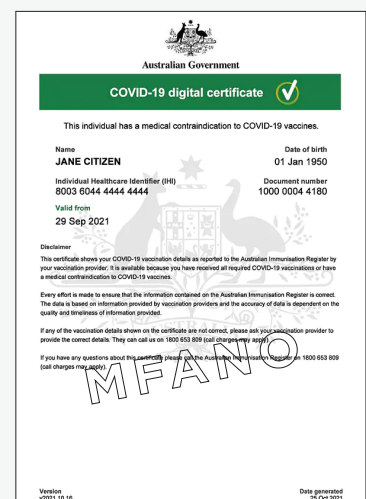 Australian Government
COVID-19 digital certificate
This individual has a medical contraindication to COVID-19 vaccines.
Name
JANE CITIZEN
Date of birth
01 Jan 1950
Individual Healthcare Identifier (IHI)
8003 6044 4444 4444
Document number
1000 0004 4180
Valid from
29 Sep 2021
Disclaimer
This certificate shows your COVID-19 vaccination details as reported to the Australian Immunisation Register by
your vaccination provider. It is available because you have received all required COVID-19 vaccinations or have
a medical contraindication to COVID-19 vaccines.
Every effort is made to ensure that the information contained on the Australian Immunisation Register is correct.
The data is based on information provided by vaccination providers and the accuracy of data is dependent on the
quality and timeliness of information provided.
If any of the vaccination details shown on the certificate are not correct, please ask your vaccination provider to
provide the correct details. They can call us on 1800 653 809 (call charges may apply).
If you have any questions about this certificate please call the Australian Immunisation Register on 1800 653 809
(call charges may apply).
MFANO
Version
v2021.10.16
Date generated
25 Oct 2021